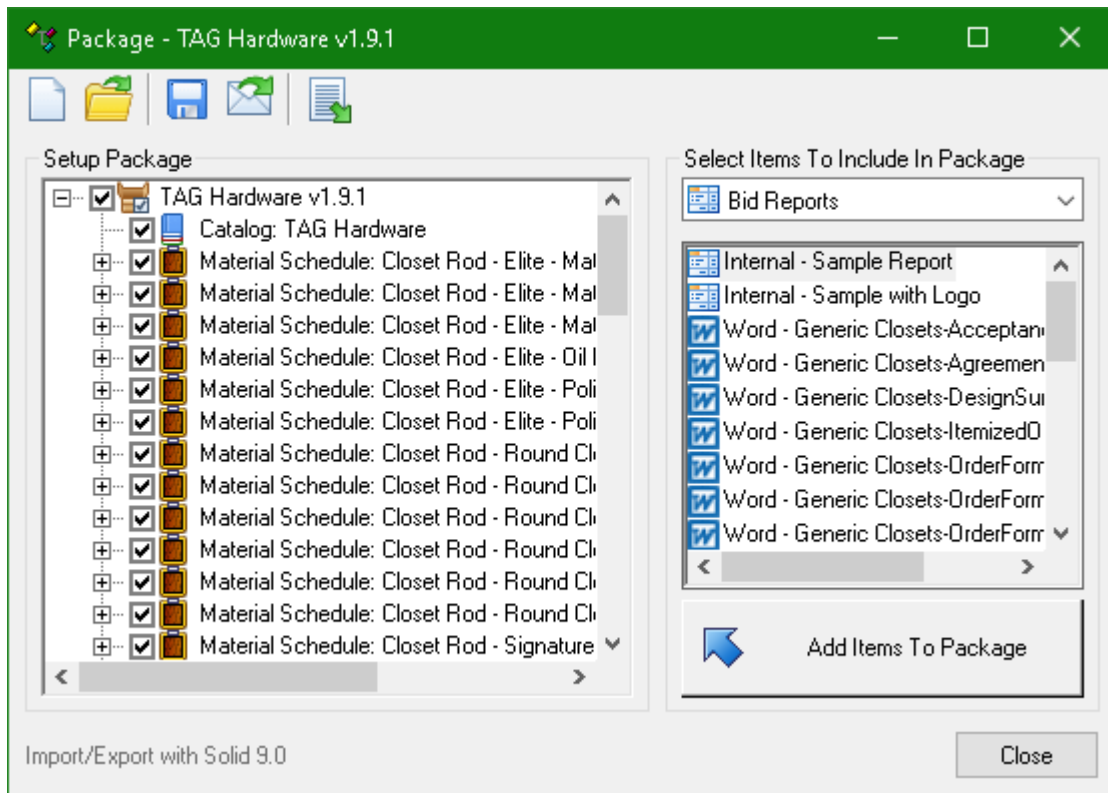 Package - TAG Hardware v1.9.1
Setup Package
TAG Hardware v1.9.1
Catalog: TAG Hardware
Material Schedule: Closet Rod - Elite - Mat
Material Schedule: Closet Rod - Elite - Mat
Material Schedule: Closet Rod - Elite - Mat
Material Schedule: Closet Rod - Elite - Oil
Material Schedule: Closet Rod - Elite - Poli
Material Schedule: Closet Rod - Elite - Poli
Material Schedule: Closet Rod - Round Cl
Material Schedule: Closet Rod - Round Cl
Material Schedule: Closet Rod - Round Cl
Material Schedule: Closet Rod - Round Cl
Material Schedule: Closet Rod - Round Cl
Material Schedule: Closet Rod - Round Cl
Material Schedule: Closet Rod - Signature
Select Items To Include In Package
Bid Reports
Internal - Sample Report
Internal - Sample with Logo
Word - Generic Closets-Acceptan
Word - Generic Closets-Agreemen
Word - Generic Closets-DesignSu
Word - Generic Closets-ItemizedO
Word - Generic Closets-OrderForm
Word - Generic Closets-OrderForm
Word - Generic Closets-OrderForm
Add Items To Package
Import/Export with Solid 9.0
Close